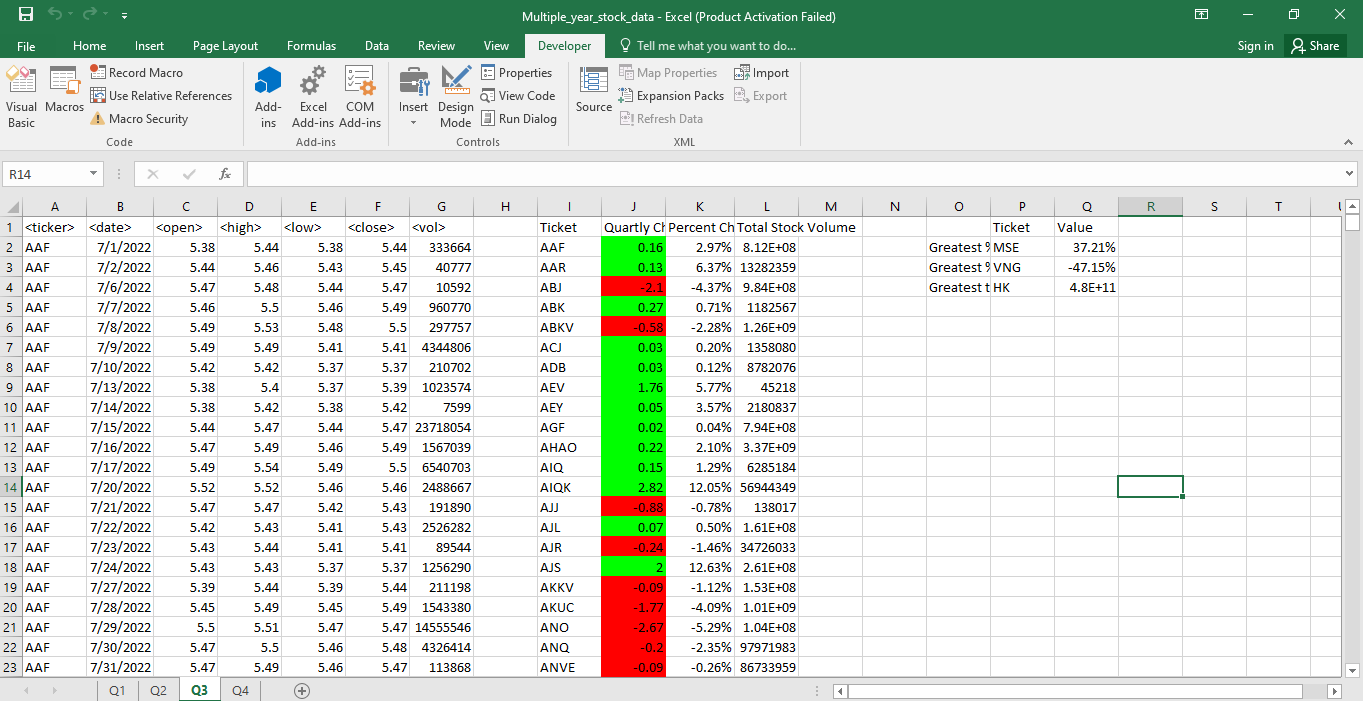 Multiple_year_stock_data - Excel (Product Activation Failed)
File Home Insert Page Layout Formulas Data Review View Developer Tell me what you want to do... Sign in Share
Visual Basic
Macros
Record Macro
Use Relative References
Macro Security
Code
Add-ins
Excel Add-ins
COM Add-ins
Add-ins
Insert
Design Mode
Properties
View Code
Run Dialog
Controls
Source
Map Properties
Expansion Packs
Refresh Data
Import
Export
XML
R14 fx
A B C D E F G H I J K L M N O P Q R S T
1 <ticker> <date> <open> <high> <low> <close> <vol> Ticket Quartly Ch Percent Ch Total Stock Volume Ticket Value
2 AAF 7/1/2022 5.38 5.44 5.38 5.44 333664 AAF 0.16 2.97% 8.12E+08 Greatest % MSE 37.21%
3 AAF 7/2/2022 5.44 5.46 5.43 5.45 40777 AAR 0.13 6.37% 13282359 Greatest % VNG -47.15%
4 AAF 7/6/2022 5.47 5.48 5.44 5.47 10592 ABJ -2.1 -4.37% 9.84E+08 Greatest t HK 4.8E+11
5 AAF 7/7/2022 5.46 5.5 5.46 5.49 960770 ABK 0.27 0.71% 1182567
6 AAF 7/8/2022 5.49 5.53 5.48 5.5 297757 ABKV -0.58 -2.28% 1.26E+09
7 AAF 7/9/2022 5.49 5.49 5.41 5.41 4344806 ACJ 0.03 0.20% 1358080
8 AAF 7/10/2022 5.42 5.42 5.37 5.37 210702 ADB 0.03 0.12% 8782076
9 AAF 7/13/2022 5.38 5.4 5.37 5.39 1023574 AEV 1.76 5.77% 45218
10 AAF 7/14/2022 5.38 5.42 5.38 5.42 7599 AEY 0.05 3.57% 2180837
11 AAF 7/15/2022 5.44 5.47 5.44 5.47 23718054 AGF 0.02 0.04% 7.94E+08
12 AAF 7/16/2022 5.47 5.49 5.46 5.49 1567039 AHAO 0.22 2.10% 3.37E+09
13 AAF 7/17/2022 5.49 5.54 5.49 5.5 6540703 AIQ 0.15 1.29% 6285184
14 AAF 7/20/2022 5.52 5.52 5.46 5.46 2488667 AIQK 2.82 12.05% 56944349
15 AAF 7/21/2022 5.47 5.47 5.42 5.43 191890 AJJ -0.88 -0.78% 138017
16 AAF 7/22/2022 5.42 5.43 5.41 5.43 2526282 AJL 0.07 0.50% 1.61E+08
17 AAF 7/23/2022 5.43 5.44 5.41 5.41 89544 AJR -0.24 -1.46% 34726033
18 AAF 7/24/2022 5.43 5.43 5.37 5.37 1256290 AJS 2 12.63% 2.61E+08
19 AAF 7/27/2022 5.39 5.44 5.39 5.44 211198 AKKV -0.09 -1.12% 1.53E+08
20 AAF 7/28/2022 5.45 5.49 5.45 5.49 1543380 AKUC -1.77 -4.09% 1.01E+09
21 AAF 7/29/2022 5.5 5.51 5.47 5.47 14555546 ANO -2.67 -5.29% 1.04E+08
22 AAF 7/30/2022 5.47 5.5 5.46 5.48 4326414 ANQ -0.2 -2.35% 97971983
23 AAF 7/31/2022 5.47 5.49 5.46 5.47 113868 ANVE -0.09 -0.26% 86733959
Q1 Q2 Q3 Q4